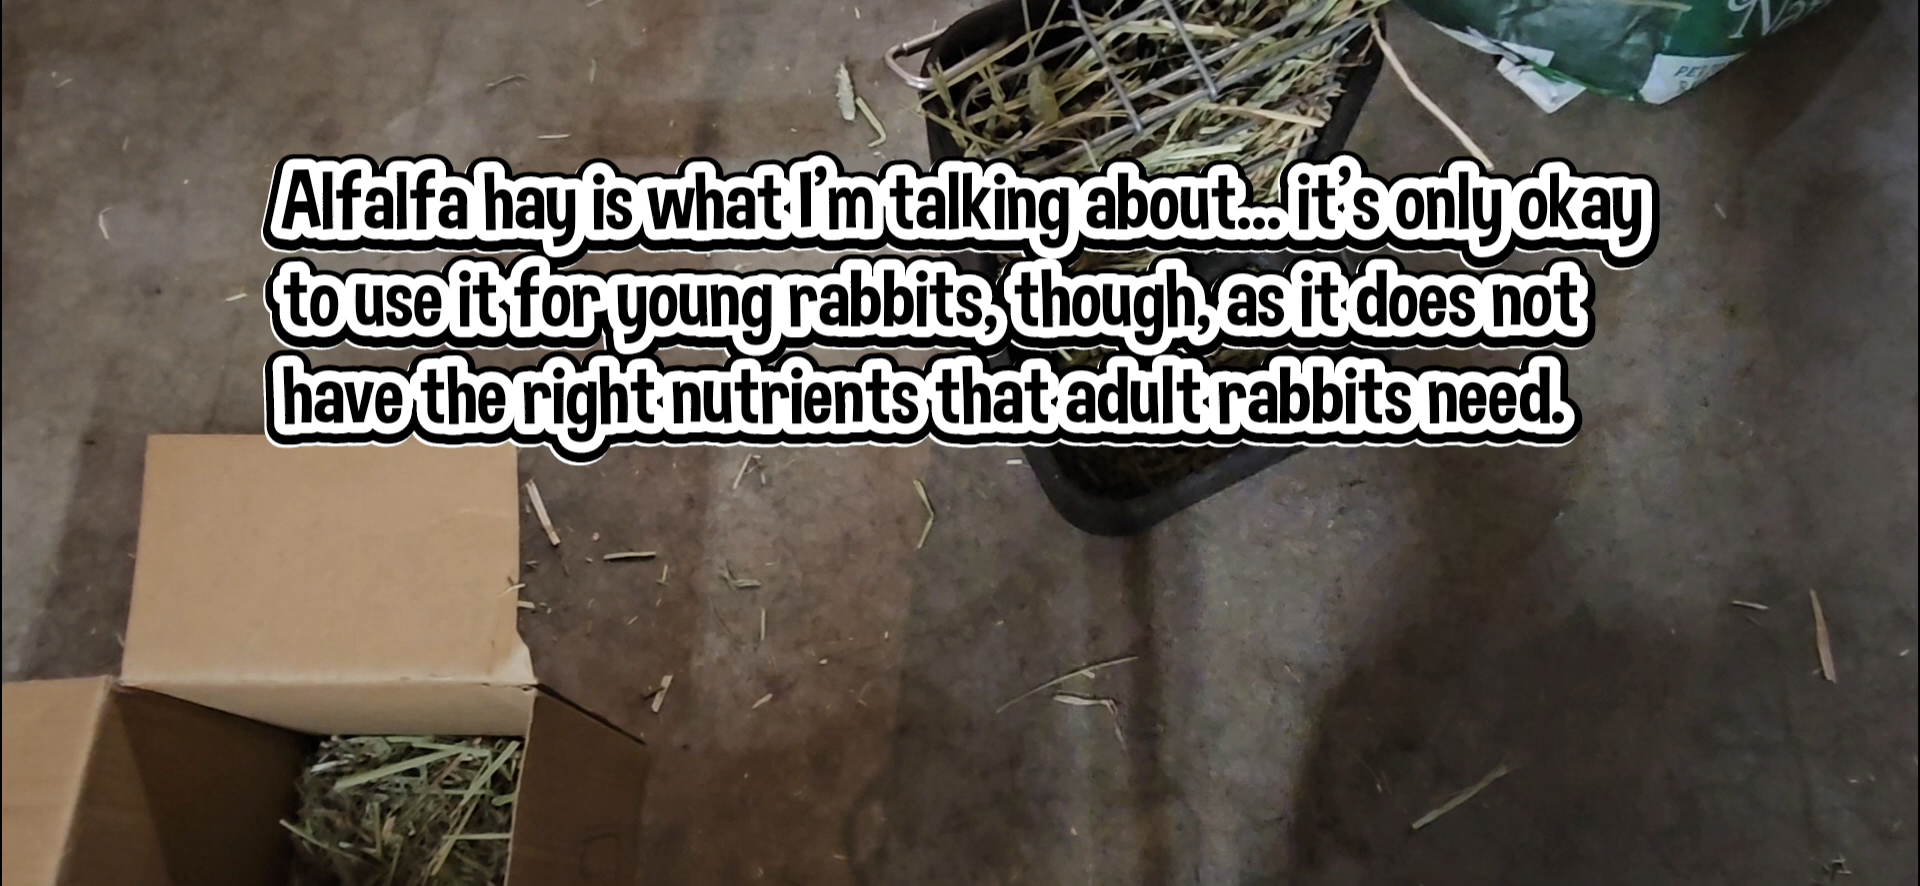 Alfalfa hay is what I'm talking about... it's only okay
to use it for young rabbits, though, as it does not
have the right nutrients that adult rabbits need.